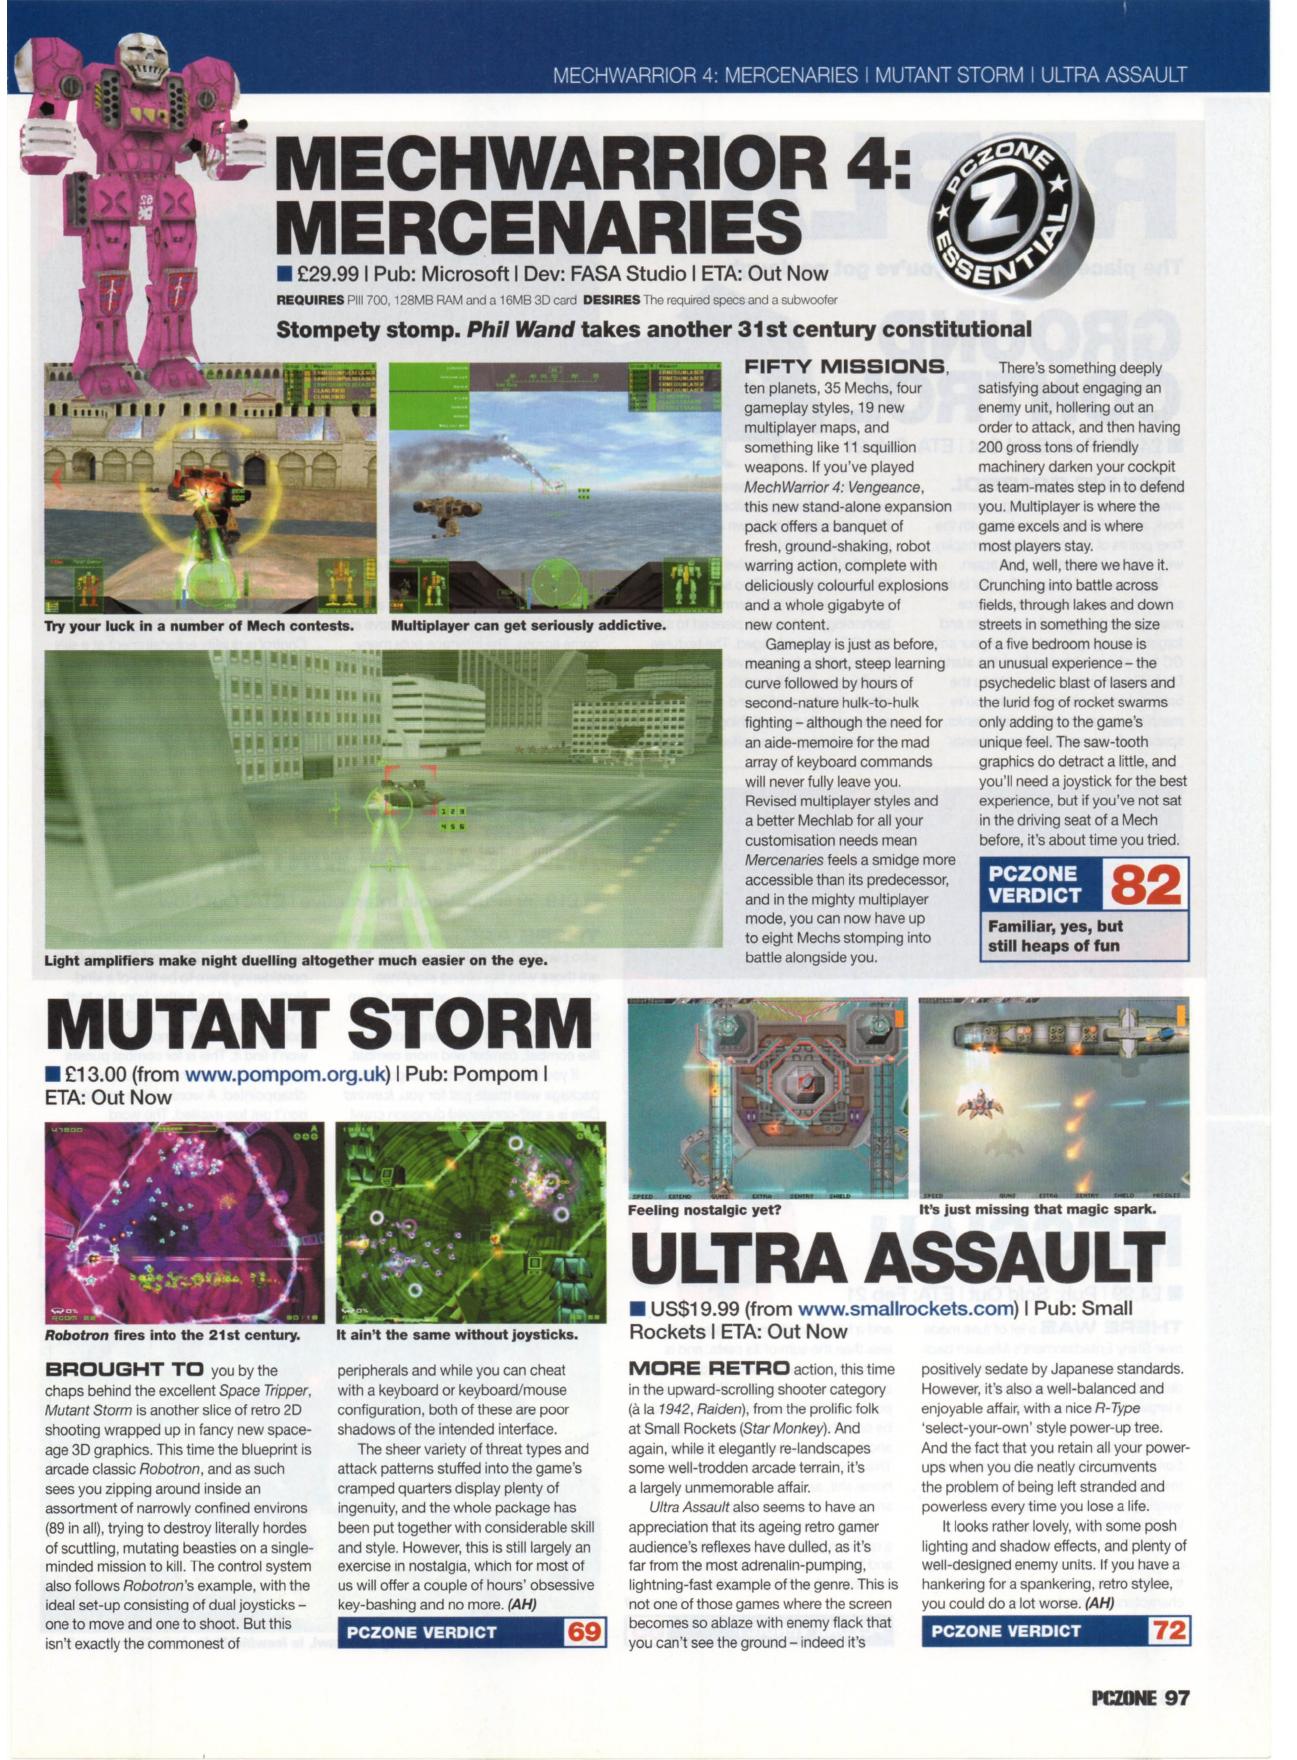 MECHWARRIOR 4: MERCENARIES | MUTANT STORM | ULTRA ASSAULT
MECHWARRIOR 4:
MERCENARIES
PCZONE
Z
ESSENTIAL
■ £29.99 | Pub: Microsoft | Dev: FASA Studio | ETA: Out Now
REQUIRES PIII 700, 128MB RAM and a 16MB 3D card DESIRES The required specs and a subwoofer
Stompety stomp. Phil Wand takes another 31st century constitutional
Try your luck in a number of Mech contests.
Multiplayer can get seriously addictive.
Light amplifiers make night duelling altogether much easier on the eye.
FIFTY MISSIONS,
ten planets, 35 Mechs, four
gameplay styles, 19 new
multiplayer maps, and
something like 11 squillion
weapons. If you've played
MechWarrior 4: Vengeance,
this new stand-alone expansion
pack offers a banquet of
fresh, ground-shaking, robot
warring action, complete with
deliciously colourful explosions
and a whole gigabyte of
new content.
Gameplay is just as before,
meaning a short, steep learning
curve followed by hours of
second-nature hulk-to-hulk
fighting – although the need for
an aide-memoire for the mad
array of keyboard commands
will never fully leave you.
Revised multiplayer styles and
a better Mechlab for all your
customisation needs mean
Mercenaries feels a smidge more
accessible than its predecessor,
and in the mighty multiplayer
mode, you can now have up
to eight Mechs stomping into
battle alongside you.
There's something deeply
satisfying about engaging an
enemy unit, hollering out an
order to attack, and then having
200 gross tons of friendly
machinery darken your cockpit
as team-mates step in to defend
you. Multiplayer is where the
game excels and is where
most players stay.
And, well, there we have it.
Crunching into battle across
fields, through lakes and down
streets in something the size
of a five bedroom house is
an unusual experience – the
psychedelic blast of lasers and
the lurid fog of rocket swarms
only adding to the game's
unique feel. The saw-tooth
graphics do detract a little, and
you'll need a joystick for the best
experience, but if you've not sat
in the driving seat of a Mech
before, it's about time you tried.
PCZONE
VERDICT
82
Familiar, yes, but
still heaps of fun
MUTANT STORM
■ £13.00 (from www.pompom.org.uk) | Pub: Pompom |
ETA: Out Now
Robotron fires into the 21st century.
It ain't the same without joysticks.
BROUGHT TO you by the
chaps behind the excellent Space Tripper,
Mutant Storm is another slice of retro 2D
shooting wrapped up in fancy new space-
age 3D graphics. This time the blueprint is
arcade classic Robotron, and as such
sees you zipping around inside an
assortment of narrowly confined environs
(89 in all), trying to destroy literally hordes
of scuttling, mutating beasties on a single-
minded mission to kill. The control system
also follows Robotron's example, with the
ideal set-up consisting of dual joysticks –
one to move and one to shoot. But this
isn't exactly the commonest of
peripherals and while you can cheat
with a keyboard or keyboard/mouse
configuration, both of these are poor
shadows of the intended interface.
The sheer variety of threat types and
attack patterns stuffed into the game's
cramped quarters display plenty of
ingenuity, and the whole package has
been put together with considerable skill
and style. However, this is still largely an
exercise in nostalgia, which for most of
us will offer a couple of hours' obsessive
key-bashing and no more. (AH)
PCZONE VERDICT
69
SPEED EXTEND GUNS EXTRA SENTRY SHIELD
SPEED GUNS EXTRA SENTRY SHIELD MISSILES
Feeling nostalgic yet?
It's just missing that magic spark.
ULTRA ASSAULT
■ US$19.99 (from www.smallrockets.com) | Pub: Small
Rockets | ETA: Out Now
MORE RETRO action, this time
in the upward-scrolling shooter category
(à la 1942, Raiden), from the prolific folk
at Small Rockets (Star Monkey). And
again, while it elegantly re-landscapes
some well-trodden arcade terrain, it's
a largely unmemorable affair.
Ultra Assault also seems to have an
appreciation that its ageing retro gamer
audience's reflexes have dulled, as it's
far from the most adrenalin-pumping,
lightning-fast example of the genre. This is
not one of those games where the screen
becomes so ablaze with enemy flack that
you can't see the ground – indeed it's
positively sedate by Japanese standards.
However, it's also a well-balanced and
enjoyable affair, with a nice R-Type
'select-your-own' style power-up tree.
And the fact that you retain all your power-
ups when you die neatly circumvents
the problem of being left stranded and
powerless every time you lose a life.
It looks rather lovely, with some posh
lighting and shadow effects, and plenty of
well-designed enemy units. If you have a
hankering for a spankering, retro stylee,
you could do a lot worse. (AH)
PCZONE VERDICT
72
PCZONE 97